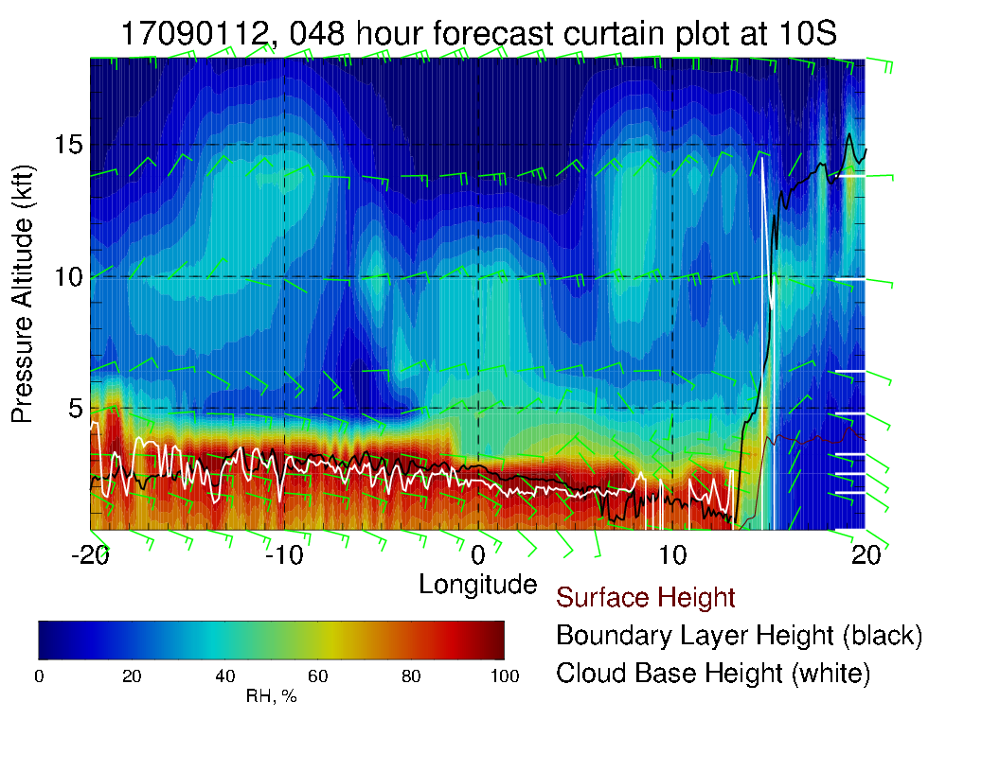 17090112, 048 hour forecast curtain plot at 10S
Pressure Altitude (kft)
15
10
5
-20 -10 0 10 20
Longitude
Surface Height
Boundary Layer Height (black)
Cloud Base Height (white)
0 20 40 60 80 100
RH, %